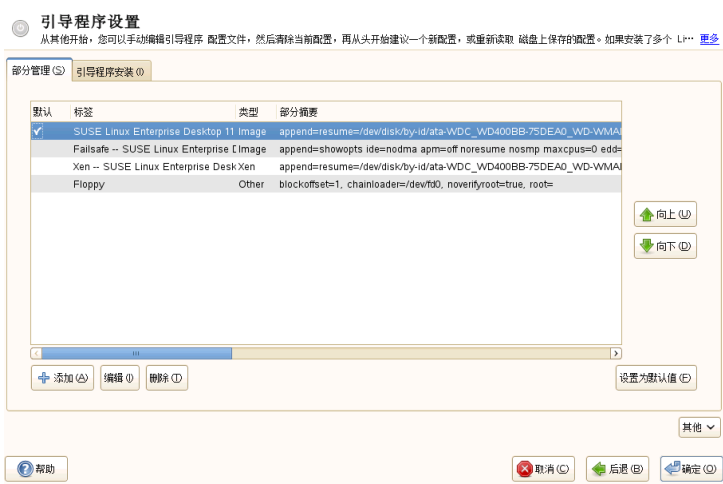 引导程序设置
从其他开始，您可以手动编辑引导程序 配置文件，然后清除当前配置，再从头开始建议一个新配置，或重新读取 磁盘上保存的配置。如果安装了多个 Li… 更多
部分管理(S) 引导程序安装(I)
默认 标签 类型 部分摘要
SUSE Linux Enterprise Desktop 11 Image append=resume=/dev/disk/by-id/ata-WDC_WD400BB-75DEA0_WD-WMA
Failsafe -- SUSE Linux Enterprise Image append=showopts ide=nodma apm=off noresume nosmp maxcpus=0 edd=
Xen -- SUSE Linux Enterprise Desk Xen append=resume=/dev/disk/by-id/ata-WDC_WD400BB-75DEA0_WD-WMA
Floppy Other blockoffset=1, chainloader=/dev/fd0, noverifyroot=true, root=
向上(U)
向下(D)
添加(A) 编辑(I) 删除(T) 设置为默认值(F)
其他
帮助 取消(C) 后退(B) 确定(O)